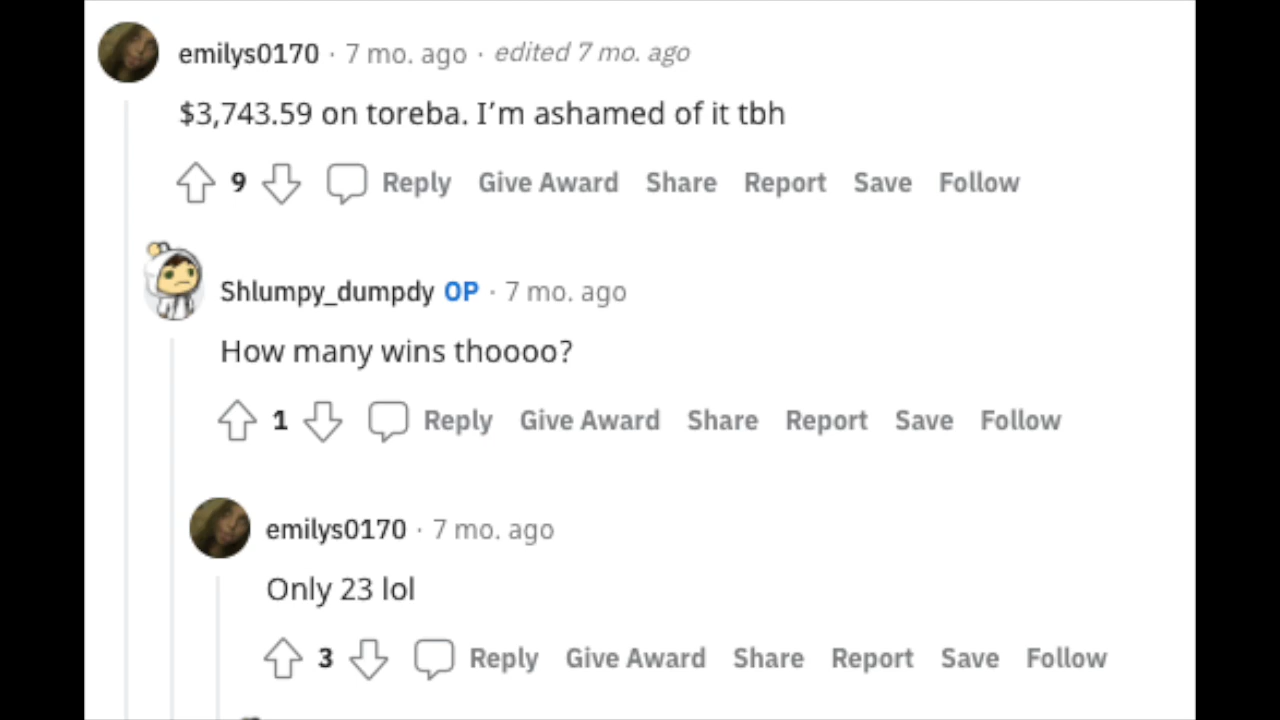 emilys0170 · 7 mo. ago · edited 7 mo. ago
$3,743.59 on toreba. I’m ashamed of it tbh
9 Reply Give Award Share Report Save Follow
Shlumpy_dumpdy OP · 7 mo. ago
How many wins thoooo?
1 Reply Give Award Share Report Save Follow
emilys0170 · 7 mo. ago
Only 23 lol
3 Reply Give Award Share Report Save Follow